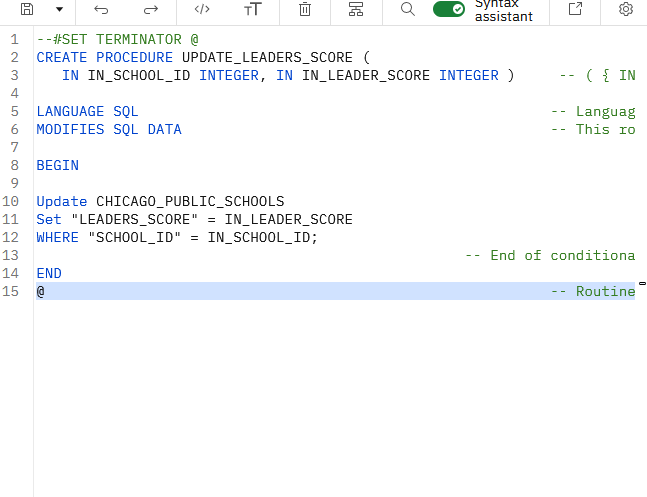 Syntax
assistant
1 --#SET TERMINATOR @
2 CREATE PROCEDURE UPDATE_LEADERS_SCORE (
3 IN IN_SCHOOL_ID INTEGER, IN IN_LEADER_SCORE INTEGER ) -- ( { IN
4
5 LANGUAGE SQL -- Languag
6 MODIFIES SQL DATA -- This ro
7
8 BEGIN
9
10 Update CHICAGO_PUBLIC_SCHOOLS
11 Set "LEADERS_SCORE" = IN_LEADER_SCORE
12 WHERE "SCHOOL_ID" = IN_SCHOOL_ID;
13 -- End of conditiona
14 END
15 @ -- Routine